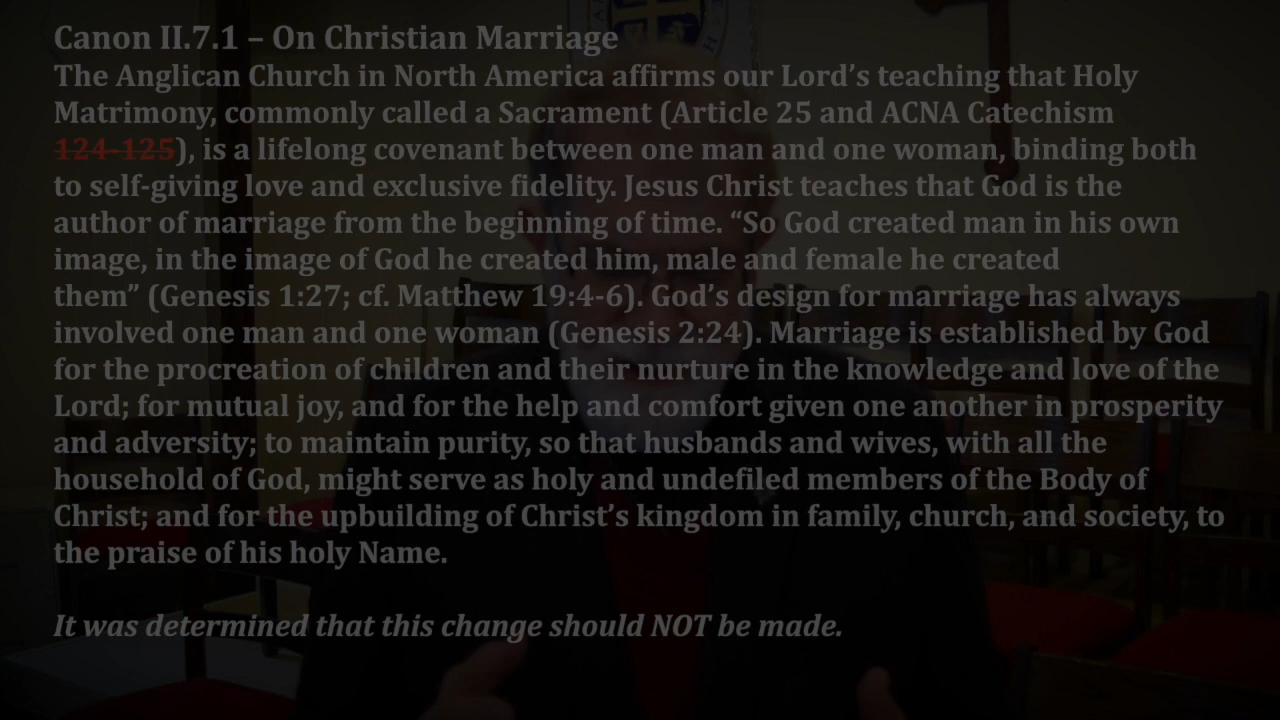 Canon II.7.1 – On Christian Marriage
The Anglican Church in North America affirms our Lord’s teaching that Holy
Matrimony, commonly called a Sacrament (Article 25 and ACNA Catechism
124-125), is a lifelong covenant between one man and one woman, binding both
to self-giving love and exclusive fidelity. Jesus Christ teaches that God is the
author of marriage from the beginning of time. “So God created man in his own
image, in the image of God he created him, male and female he created
them” (Genesis 1:27; cf. Matthew 19:4-6). God’s design for marriage has always
involved one man and one woman (Genesis 2:24). Marriage is established by God
for the procreation of children and their nurture in the knowledge and love of the
Lord; for mutual joy, and for the help and comfort given one another in prosperity
and adversity; to maintain purity, so that husbands and wives, with all the
household of God, might serve as holy and undefiled members of the Body of
Christ; and for the upbuilding of Christ’s kingdom in family, church, and society, to
the praise of his holy Name.
It was determined that this change should NOT be made.